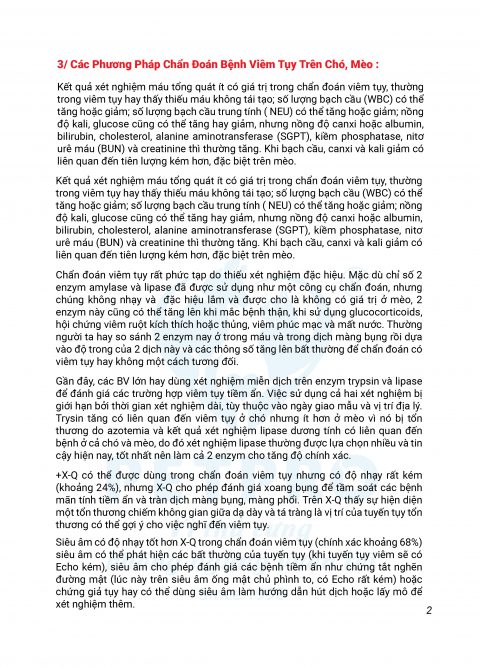 3/ Các Phương Pháp Chẩn Đoán Bệnh Viêm Tụy Trên Chó, Mèo :
Kết quả xét nghiệm máu tổng quát ít có giá trị trong chẩn đoán viêm tụy, thường
trong viêm tụy hay thấy thiếu máu không tái tạo; số lượng bạch cầu (WBC) có thể
tăng hoặc giảm; số lượng bạch cầu trung tính ( NEU) có thể tăng hoặc giảm; nồng
độ kali, glucose cũng có thể tăng hay giảm, nhưng nồng độ canxi hoặc albumin,
bilirubin, cholesterol, alanine aminotransferase (SGPT), kiềm phosphatase, nitơ
urê máu (BUN) và creatinine thì thường tăng. Khi bạch cầu, canxi và kali giảm có
liên quan đến tiên lượng kém hơn, đặc biệt trên mèo.
Kết quả xét nghiệm máu tổng quát ít có giá trị trong chẩn đoán viêm tụy, thường
trong viêm tụy hay thấy thiếu máu không tái tạo; số lượng bạch cầu (WBC) có thể
tăng hoặc giảm; số lượng bạch cầu trung tính ( NEU) có thể tăng hoặc giảm; nồng
độ kali, glucose cũng có thể tăng hay giảm, nhưng nồng độ canxi hoặc albumin,
bilirubin, cholesterol, alanine aminotransferase (SGPT), kiềm phosphatase, nitơ
urê máu (BUN) và creatinine thì thường tăng. Khi bạch cầu, canxi và kali giảm có
liên quan đến tiên lượng kém hơn, đặc biệt trên mèo.
Chẩn đoán viêm tụy rất phức tạp do thiếu xét nghiệm đặc hiệu. Mặc dù chỉ số 2
enzym amylase và lipase đã được sử dụng như một công cụ chẩn đoán, nhưng
chúng không nhạy và đặc hiệu lắm và được cho là không có giá trị ở mèo, 2
enzym này cũng có thể tăng lên khi mắc bệnh thận, khi sử dụng glucocorticoids,
hội chứng viêm ruột kích thích hoặc thủng, viêm phúc mạc và mất nước. Thường
người ta hay so sánh 2 enzym nay ở trong máu và trong dịch màng bụng rồi dựa
vào độ trong của 2 dịch này và các thông số tăng lên bất thường để chẩn đoán có
viêm tụy hay không một cách tương đối.
Gần đây, các BV lớn hay dùng xét nghiệm miễn dịch trên enzym trypsin và lipase
để đánh giá các trường hợp viêm tụy tiềm ẩn. Việc sử dụng cả hai xét nghiệm bị
giới hạn bởi thời gian xét nghiệm dài, tùy thuộc vào ngày giao mẫu và vị trí địa lý.
Trysin tăng có liên quan đến viêm tụy ở chó nhưng ít hơn ở mèo vì nó bị tổn
thương do azotemia và kết quả xét nghiệm lipase dương tính có liên quan đến
bệnh ở cả chó và mèo, do đó xét nghiệm lipase thường được lựa chọn nhiều và tin
cậy hiện nay, tốt nhất nên làm cả 2 enzym cho tăng độ chính xác.
+X-Q có thể được dùng trong chẩn đoán viêm tụy nhưng có độ nhạy rất kém
(khoảng 24%), nhưng X-Q cho phép đánh giá xoang bụng để tầm soát các bệnh
mãn tính tiềm ẩn và tràn dịch màng bụng, màng phổi. Trên X-Q thấy sự hiện diện
một tổn thương chiếm không gian giữa dạ dày và tá tràng là vị trí của tuyến tụy tổn
thương có thể gợi ý cho việc nghĩ đến viêm tụy.
Siêu âm có độ nhạy tốt hơn X-Q trong chẩn đoán viêm tụy (chính xác khoảng 68%)
siêu âm có thể phát hiện các bất thường của tuyến tụy (khi tuyến tụy viêm sẽ có
Echo kém), siêu âm cho phép đánh giá các bệnh tiềm ẩn như chứng tắt nghẽn
đường mật (lúc này trên siêu âm ống mật chủ phình to, có Echo rất kém) hoặc
chứng giả tụy hay có thể dùng siêu âm làm hướng dẫn hút dịch hoặc lấy mô để
xét nghiệm thêm.
2